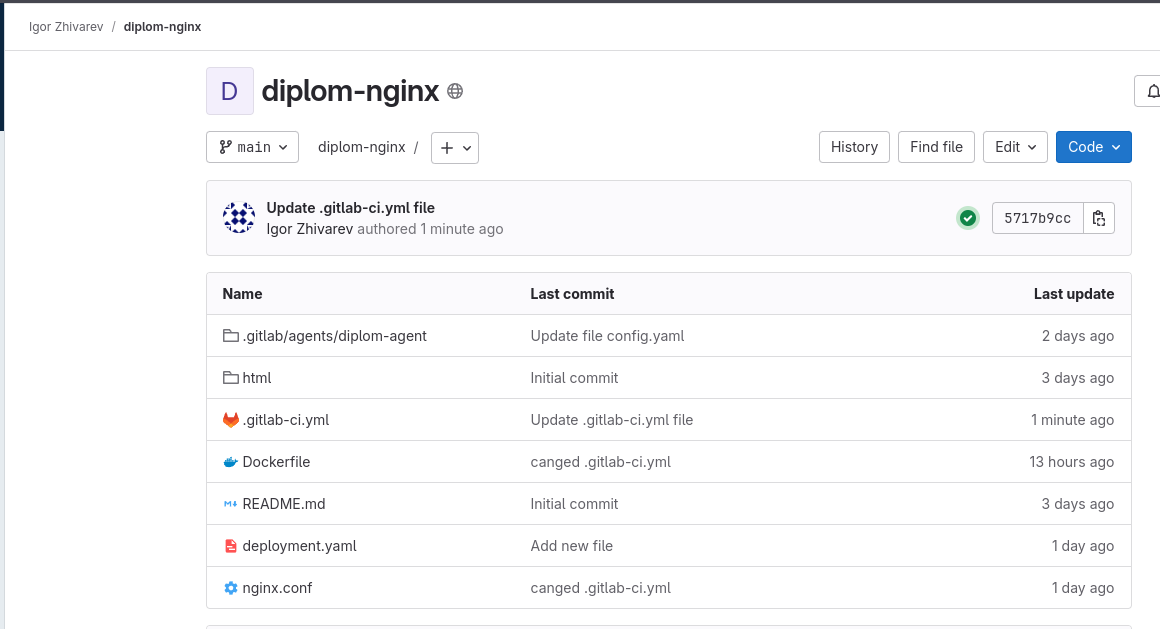 Igor Zhivarev / diplom-nginx
D diplom-nginx
main diplom-nginx / + History Find file Edit Code
Update .gitlab-ci.yml file
Igor Zhivarev authored 1 minute ago
5717b9cc
Name Last commit Last update
.gitlab/agents/diplom-agent Update file config.yaml 2 days ago
html Initial commit 3 days ago
.gitlab-ci.yml Update .gitlab-ci.yml file 1 minute ago
Dockerfile canged .gitlab-ci.yml 13 hours ago
README.md Initial commit 3 days ago
deployment.yaml Add new file 1 day ago
nginx.conf canged .gitlab-ci.yml 1 day ago